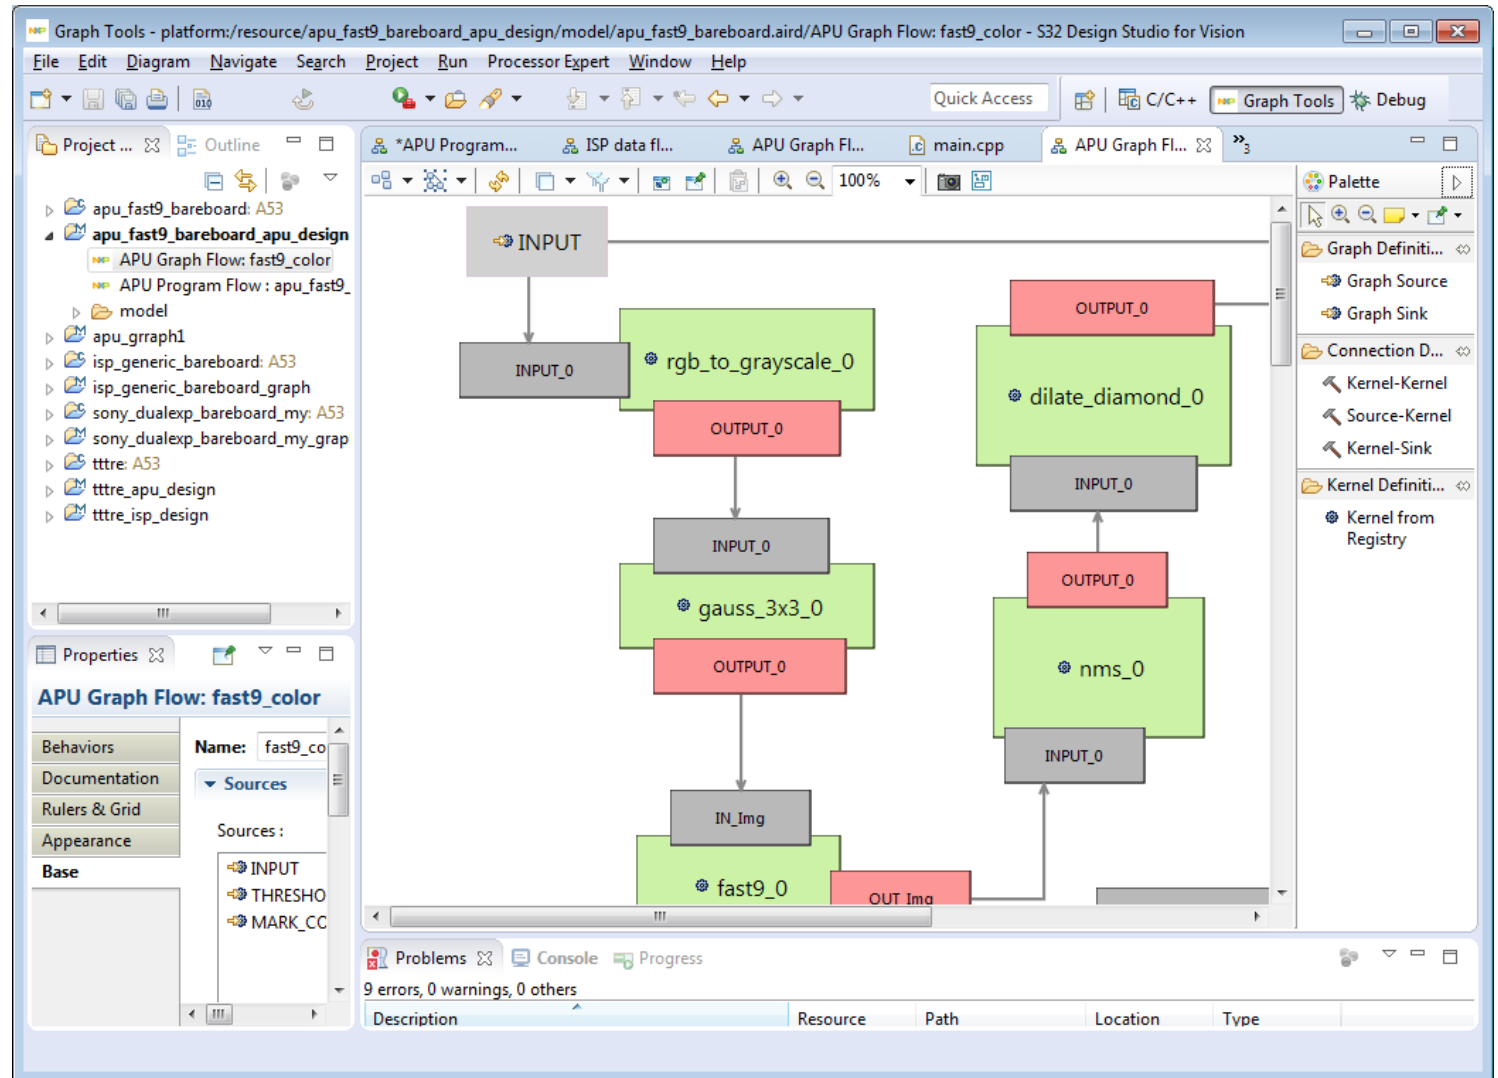 Graph Tools - platform:/resource/apu_fast9_bareboard_apu_design/model/apu_fast9_bareboard.aird/APU Graph Flow: fast9_color - S32 Design Studio for Vision
File Edit Diagram Navigate Search Project Run Processor Expert Window Help
010
Quick Access
C/C++
NXP Graph Tools
Debug
Project ...
Outline
apu_fast9_bareboard: A53
apu_fast9_bareboard_apu_design
NXP APU Graph Flow: fast9_color
NXP APU Program Flow : apu_fast9_
model
apu_grraph1
isp_generic_bareboard: A53
isp_generic_bareboard_graph
sony_dualexp_bareboard_my: A53
sony_dualexp_bareboard_my_grap
tttre: A53
tttre_apu_design
tttre_isp_design
Properties
APU Graph Flow: fast9_color
Behaviors
Documentation
Rulers & Grid
Appearance
Base
Name: fast9_co
Sources
Sources :
INPUT
THRESHO
MARK_CO
*APU Program...
ISP data fl...
APU Graph Fl...
main.cpp
APU Graph Fl...
»3
100%
INPUT
INPUT_0
rgb_to_grayscale_0
OUTPUT_0
INPUT_0
gauss_3x3_0
OUTPUT_0
IN_Img
fast9_0
OUT_Img
OUTPUT_0
dilate_diamond_0
INPUT_0
OUTPUT_0
nms_0
INPUT_0
Palette
Graph Definiti...
Graph Source
Graph Sink
Connection D...
Kernel-Kernel
Source-Kernel
Kernel-Sink
Kernel Definiti...
Kernel from
Registry
Problems
Console
Progress
9 errors, 0 warnings, 0 others
Description Resource Path Location Type